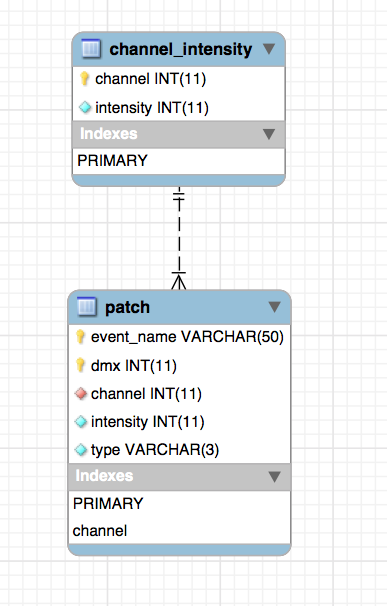 channel_intensity
channel INT(11)
intensity INT(11)
Indexes
PRIMARY
patch
event_name VARCHAR(50)
dmx INT(11)
channel INT(11)
intensity INT(11)
type VARCHAR(3)
Indexes
PRIMARY
channel